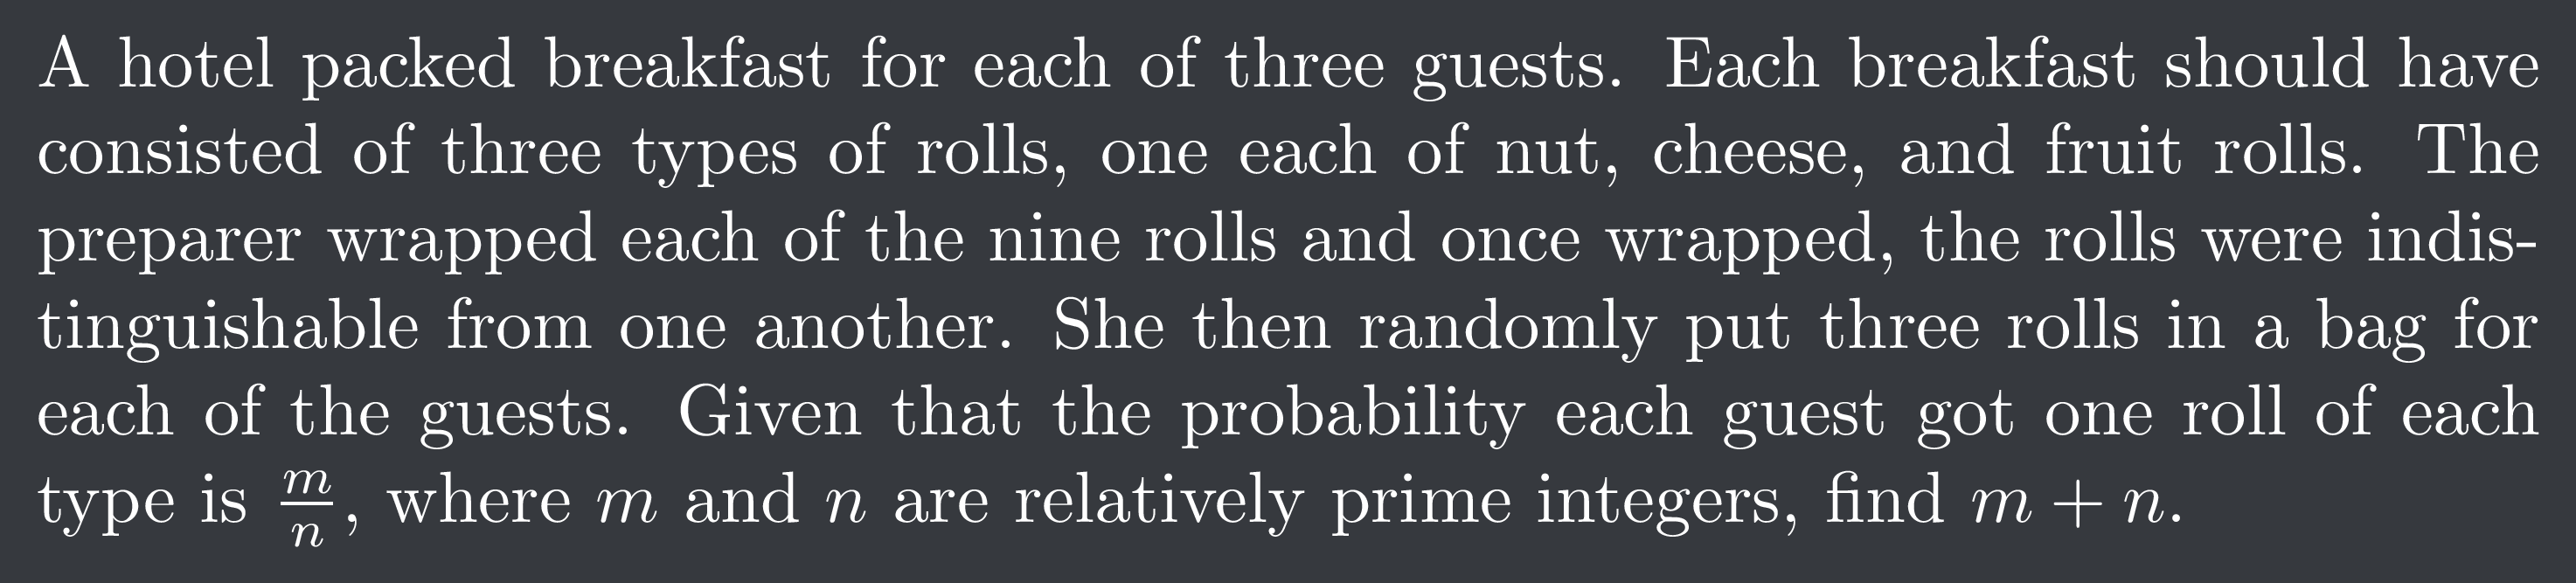 A hotel packed breakfast for each of three guests. Each breakfast should have
consisted of three types of rolls, one each of nut, cheese, and fruit rolls. The
preparer wrapped each of the nine rolls and once wrapped, the rolls were indis-
tinguishable from one another. She then randomly put three rolls in a bag for
each of the guests. Given that the probability each guest got one roll of each
type is $\frac{m}{n}$, where $m$ and $n$ are relatively prime integers, find $m + n$.